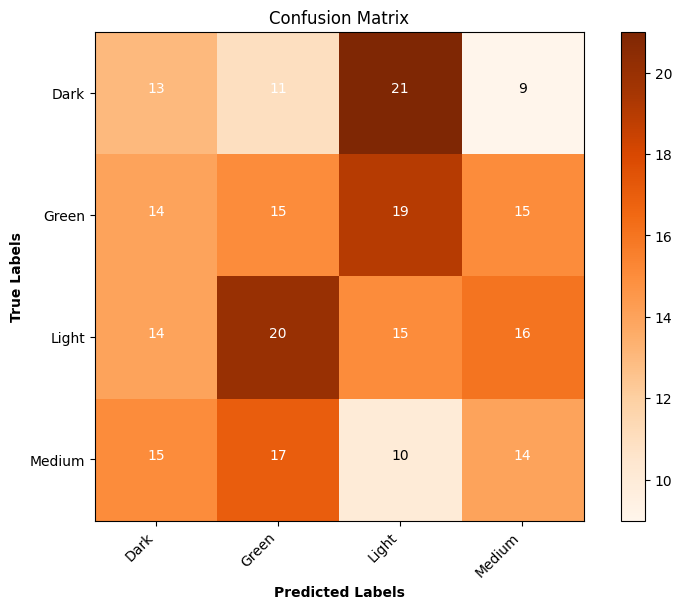 Confusion Matrix
Dark 13 11 21 9
Green 14 15 19 15
Light 14 20 15 16
Medium 15 17 10 14
Dark Green Light Medium
Predicted Labels
True Labels
20
18
16
14
12
10